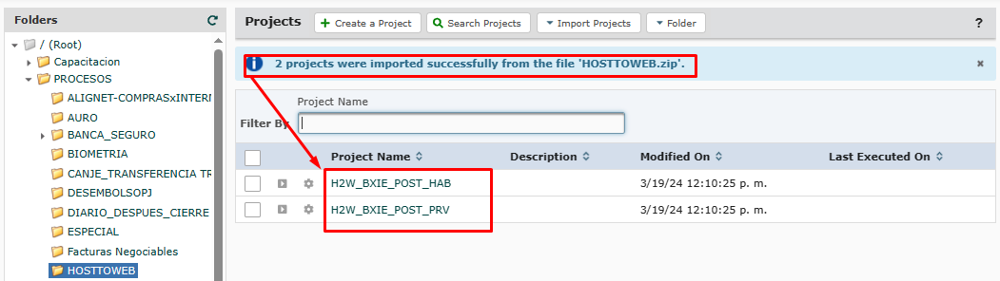 Folders
/ (Root)
Capacitacion
PROCESOS
ALIGNET-COMPRASxINTERN
AURO
BANCA_SEGURO
BIOMETRIA
CANJE_TRANSFERENCIA TR
DESEMBOLSOPJ
DIARIO_DESPUES_CIERRE
ESPECIAL
Facturas Negociables
HOSTTOWEB
Projects Create a Project Search Projects Import Projects Folder ?
2 projects were imported successfully from the file 'HOSTTOWEB.zip'.
Project Name
Filter By
Project Name Description Modified On Last Executed On
H2W_BXIE_POST_HAB 3/19/24 12:10:25 p. m.
H2W_BXIE_POST_PRV 3/19/24 12:10:25 p. m.